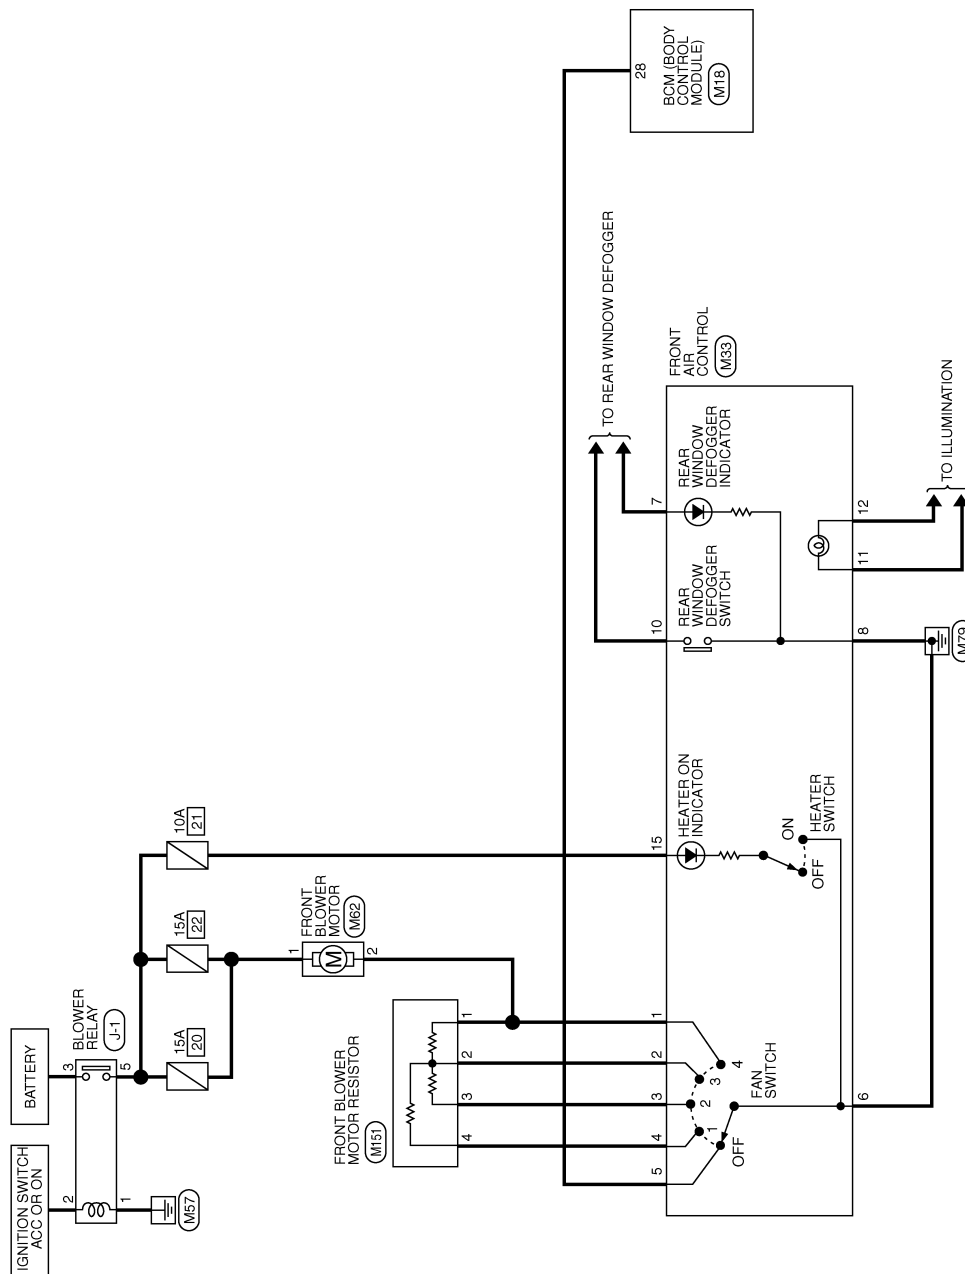 IGNITION SWITCH
ACC OR ON
BATTERY
2
1
3
5
BLOWER
RELAY
J-1
M57
15A
20
15A
22
10A
21
FRONT
BLOWER
MOTOR
M62
1
2
M
FRONT BLOWER
MOTOR RESISTOR
M151
4
3
2
1
5
4
3
2
1
OFF
1
2
3
4
FAN
SWITCH
6
15
HEATER ON
INDICATOR
OFF
ON
HEATER
SWITCH
10
REAR
WINDOW
DEFOGGER
SWITCH
7
REAR
WINDOW
DEFOGGER
INDICATOR
8
M79
11
12
TO ILLUMINATION
FRONT
AIR
CONTROL
M33
TO REAR WINDOW DEFOGGER
28
BCM (BODY
CONTROL
MODULE)
M18